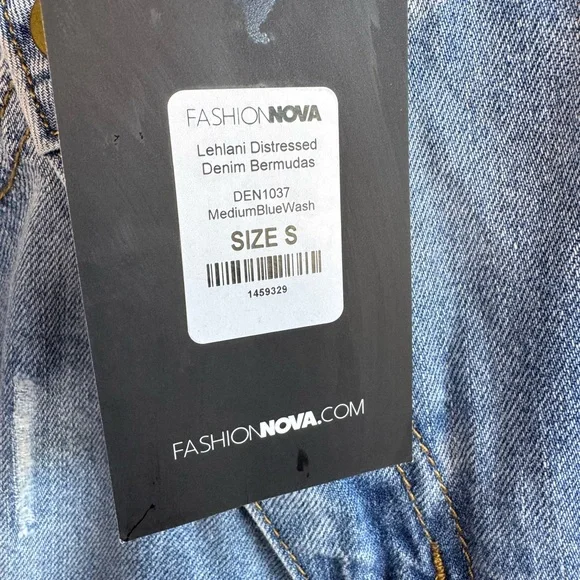 FASHIONNOVA
Lehlani Distressed
Denim Bermudas
DEN1037
MediumBlueWash
SIZE S
1459329
FASHIONNOVA.COM